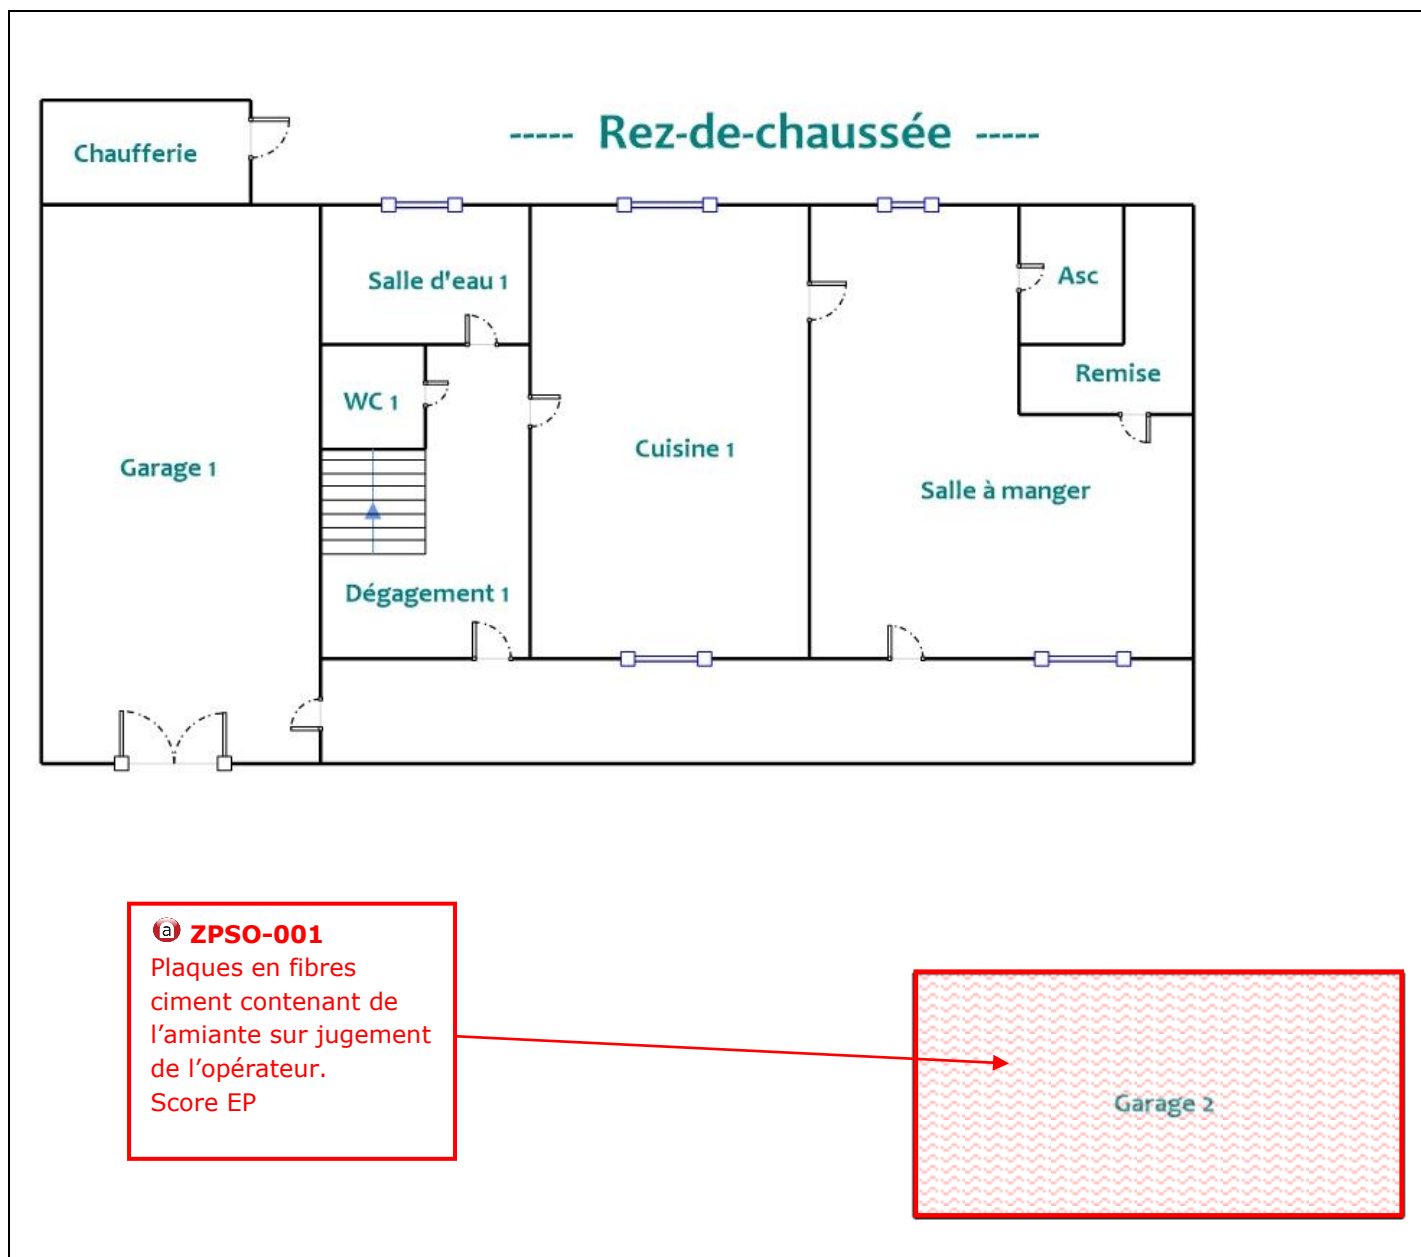 ----- Rez-de-chaussée -----
Chaufferie
Salle d'eau 1
Asc
Remise
WC 1
Cuisine 1
Garage 1
Salle à manger
Dégagement 1
a ZPSO-001
Plaques en fibres
ciment contenant de
l’amiante sur jugement
de l’opérateur.
Score EP
Garage 2